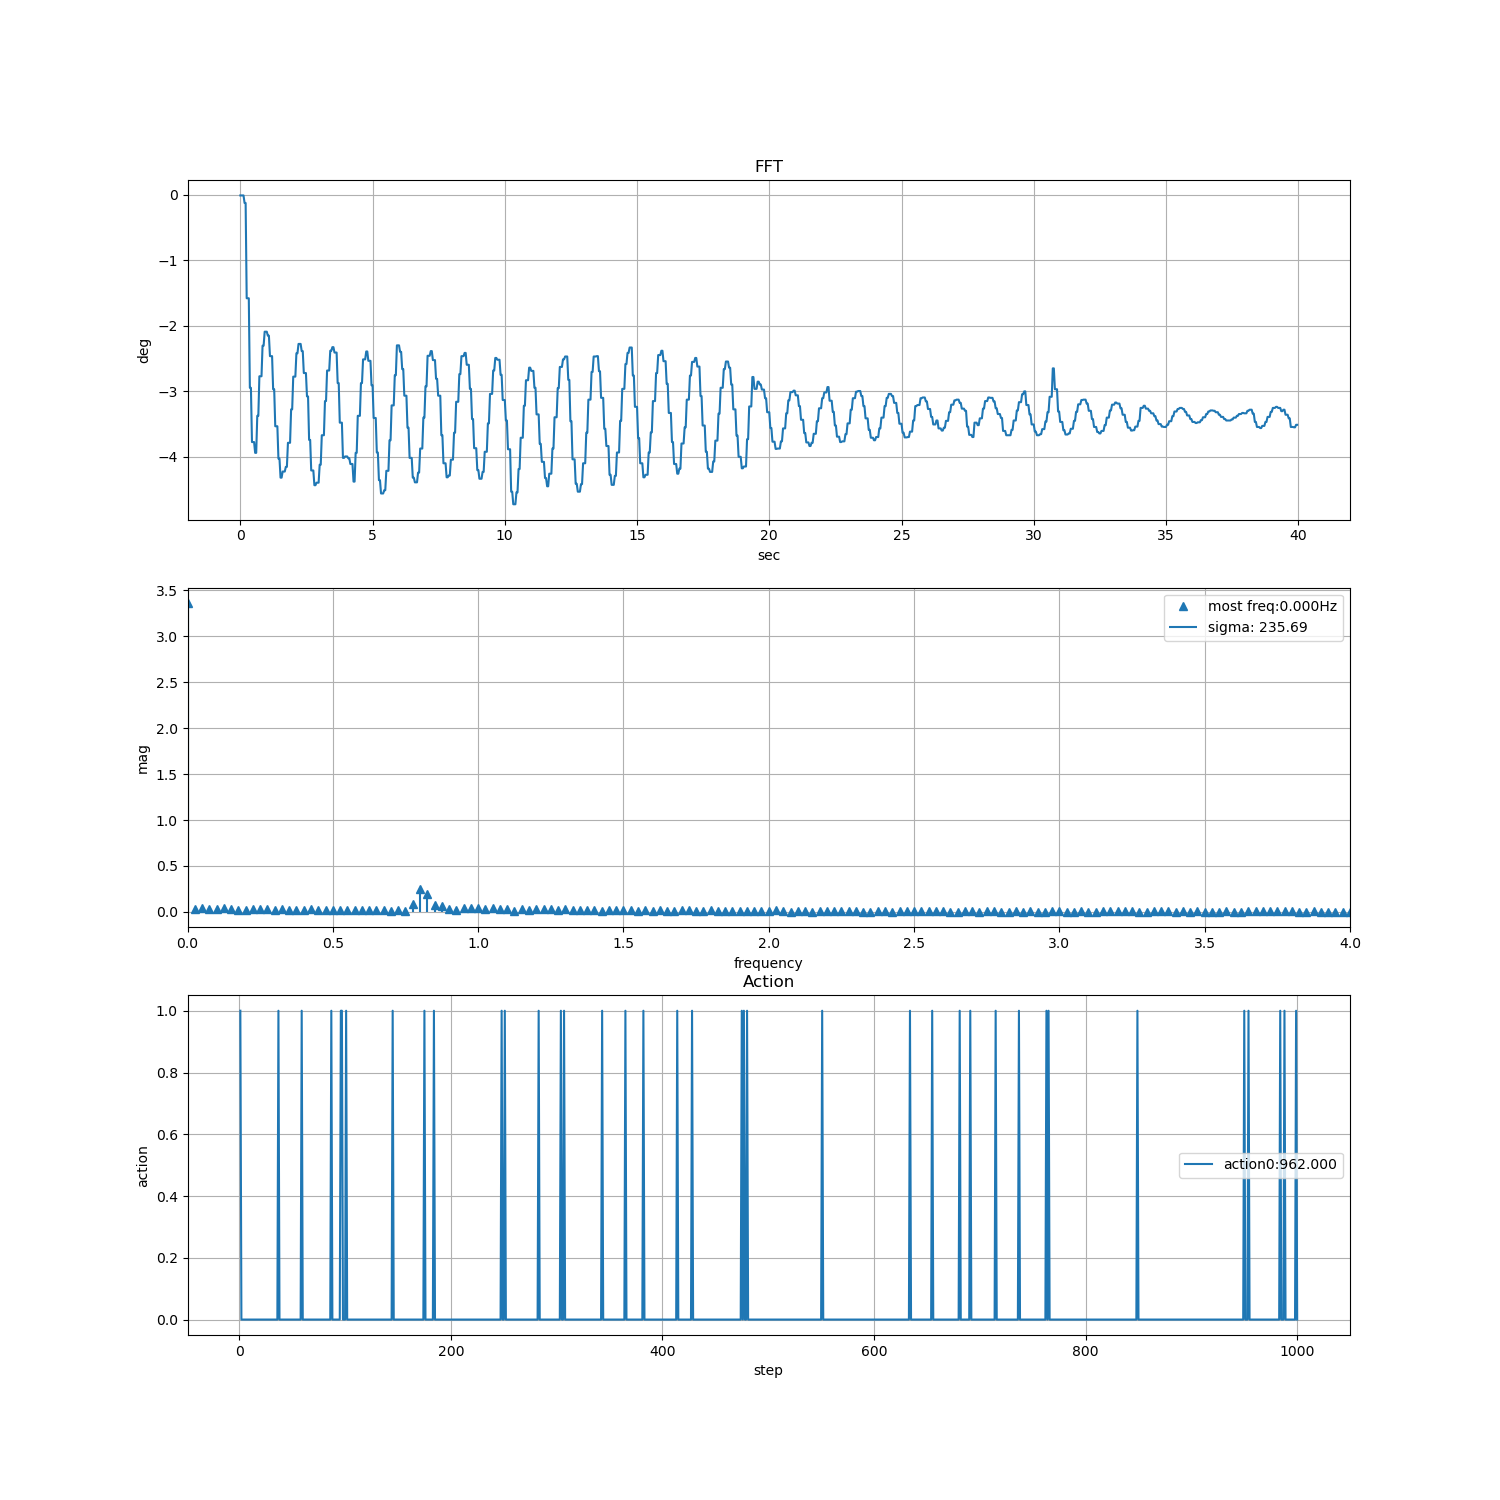 FFT
0
−1
−2
−3
−4
deg
0 5 10 15 20 25 30 35 40
sec
3.5
3.0
2.5
2.0
1.5
1.0
0.5
0.0
mag
most freq:0.000Hz
sigma: 235.69
0.0 0.5 1.0 1.5 2.0 2.5 3.0 3.5 4.0
frequency
Action
1.0
0.8
0.6
0.4
0.2
0.0
action
action0:962.000
0 200 400 600 800 1000
step